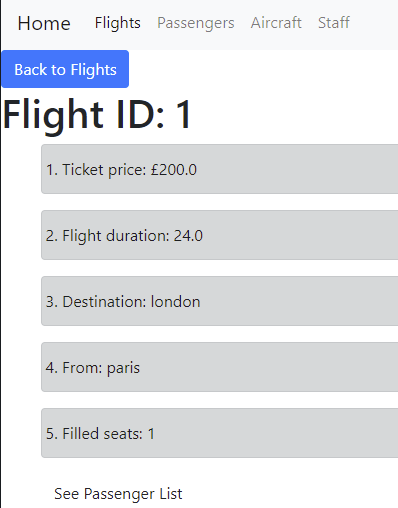 Home Flights Passengers Aircraft Staff
Back to Flights
Flight ID: 1
1. Ticket price: £200.0
2. Flight duration: 24.0
3. Destination: london
4. From: paris
5. Filled seats: 1
See Passenger List